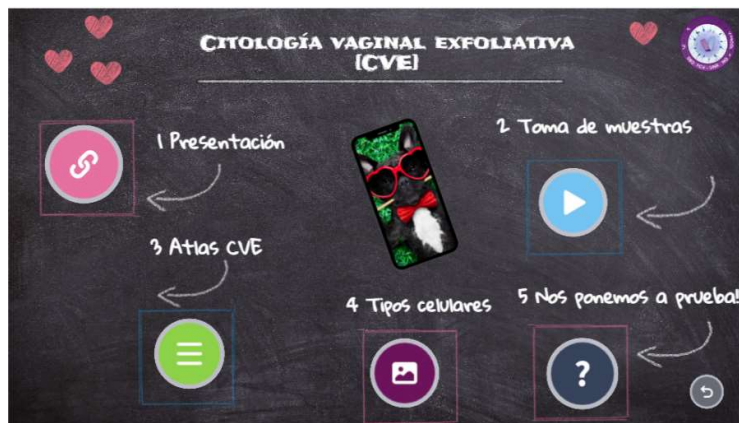 CITOLOGÍA VAGINAL EXFOLIATIVA
[CVE]
1 Presentación
2 Toma de muestras
3 Atlas CVE
4 Tipos celulares
5 Nos ponemos a prueba!
?